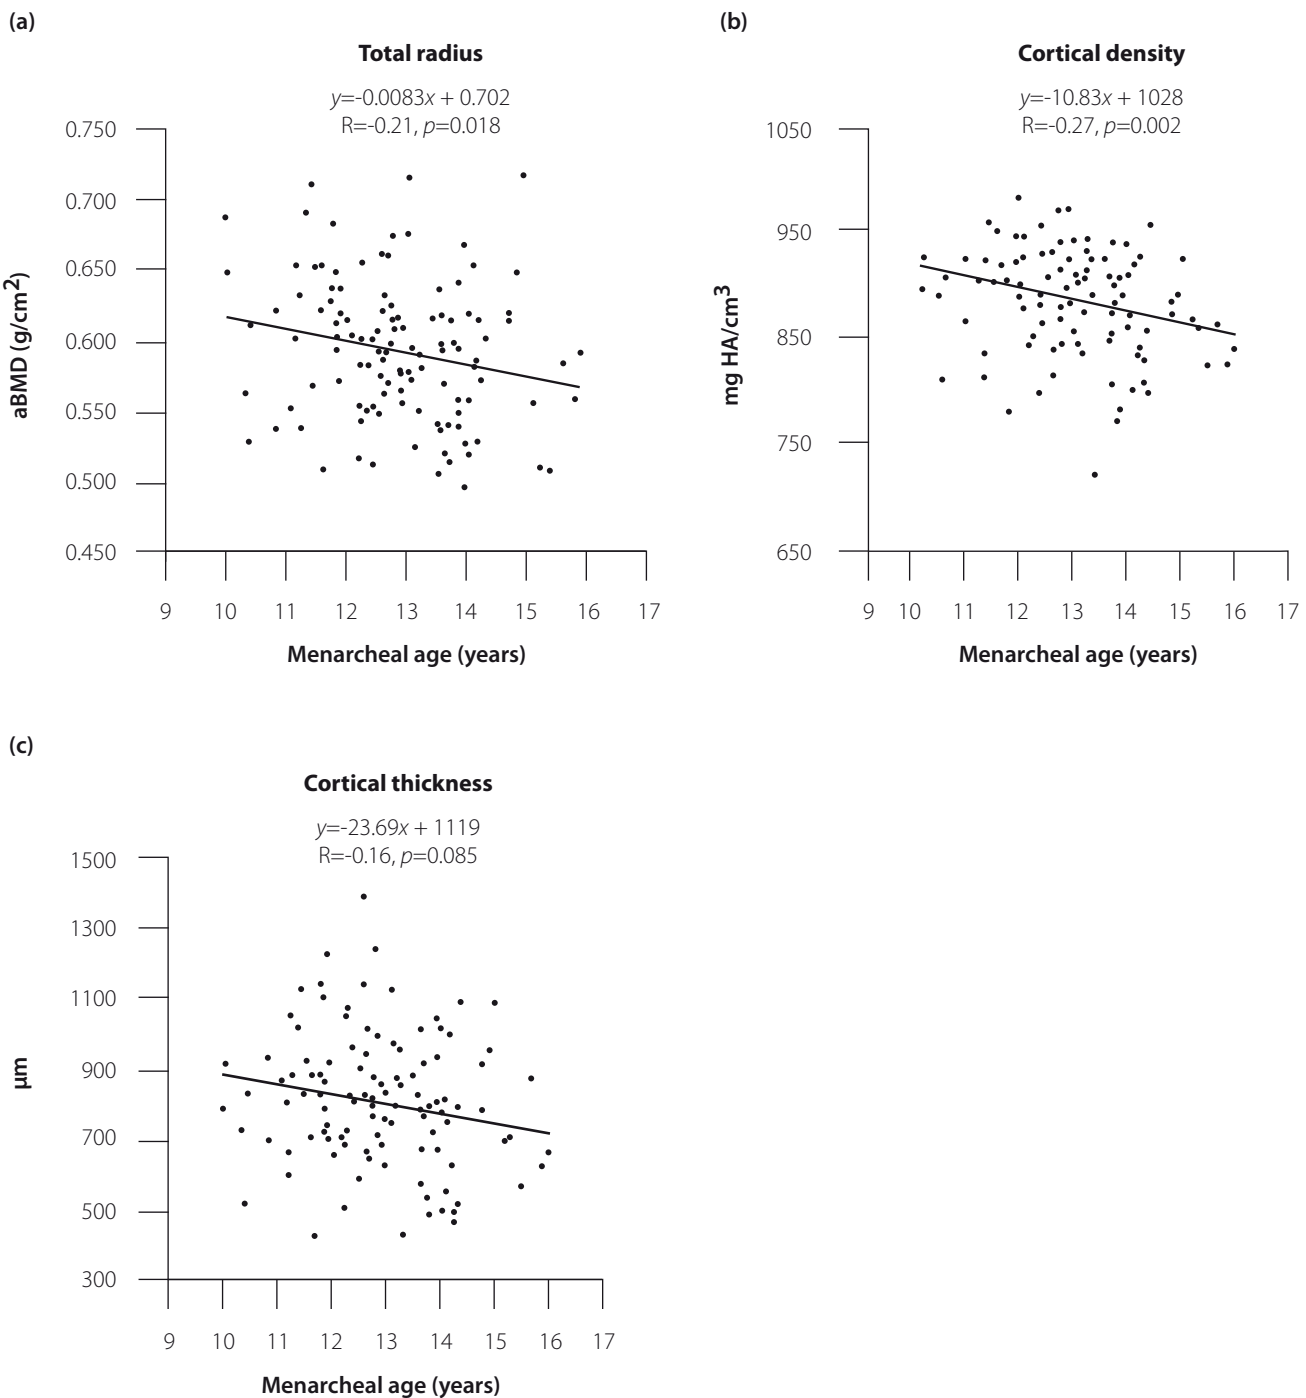 (a)
Total radius
y=-0.0083x + 0.702
R=-0.21, p=0.018
0.750
0.700
0.650
0.600
0.550
0.500
0.450
aBMD (g/cm²)
9 10 11 12 13 14 15 16 17
Menarcheal age (years)
(b)
Cortical density
y=-10.83x + 1028
R=-0.27, p=0.002
1050
950
850
750
650
mg HA/cm³
9 10 11 12 13 14 15 16 17
Menarcheal age (years)
(c)
Cortical thickness
y=-23.69x + 1119
R=-0.16, p=0.085
1500
1300
1100
900
700
500
300
µm
9 10 11 12 13 14 15 16 17
Menarcheal age (years)